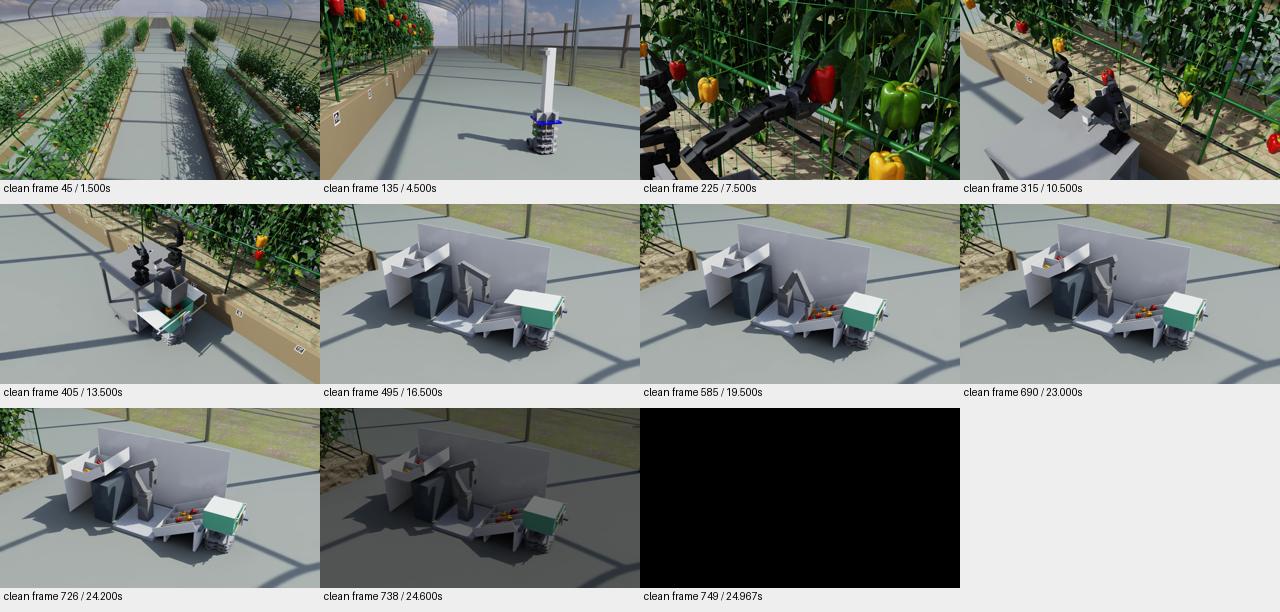 clean frame 45 / 1.500s
clean frame 135 / 4.500s
clean frame 225 / 7.500s
clean frame 315 / 10.500s
clean frame 405 / 13.500s
clean frame 495 / 16.500s
clean frame 585 / 19.500s
clean frame 690 / 23.000s
clean frame 726 / 24.200s
clean frame 738 / 24.600s
clean frame 749 / 24.967s